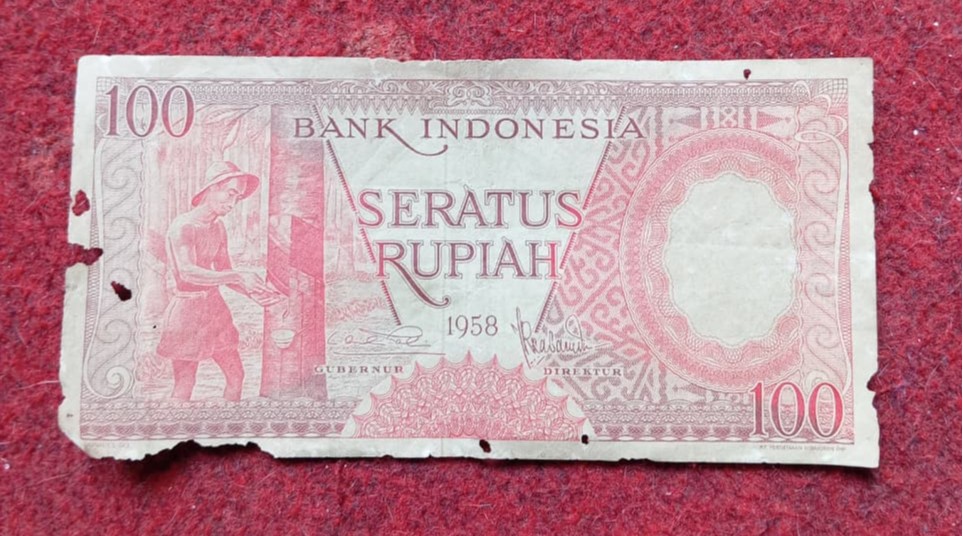 100
BANK INDONESIA
SERATUS
RUPIAH
1958
GUBERNUR
DIREKTUR
100